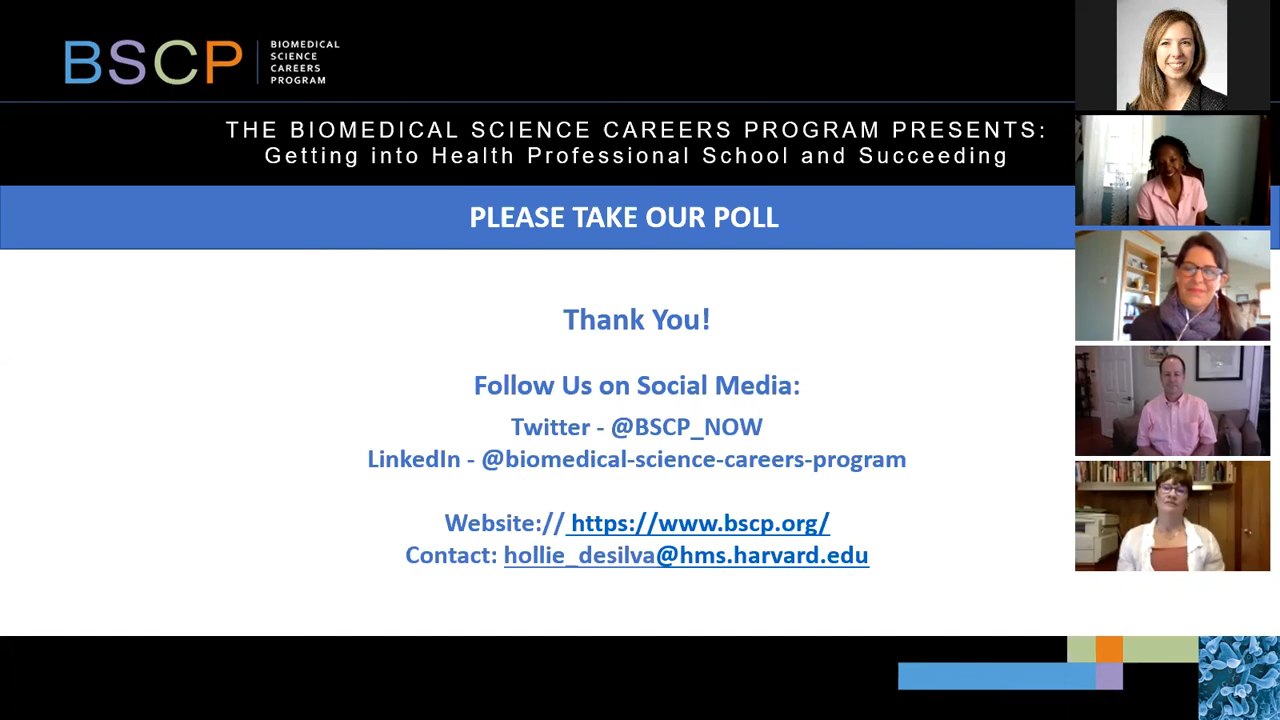 BSCP
BIOMEDICAL
SCIENCE
CAREERS
PROGRAM
THE BIOMEDICAL SCIENCE CAREERS PROGRAM PRESENTS:
Getting into Health Professional School and Succeeding
PLEASE TAKE OUR POLL
Thank You!
Follow Us on Social Media:
Twitter - @BSCP_NOW
LinkedIn - @biomedical-science-careers-program
Website:// https://www.bscp.org/
Contact: hollie_desilva@hms.harvard.edu